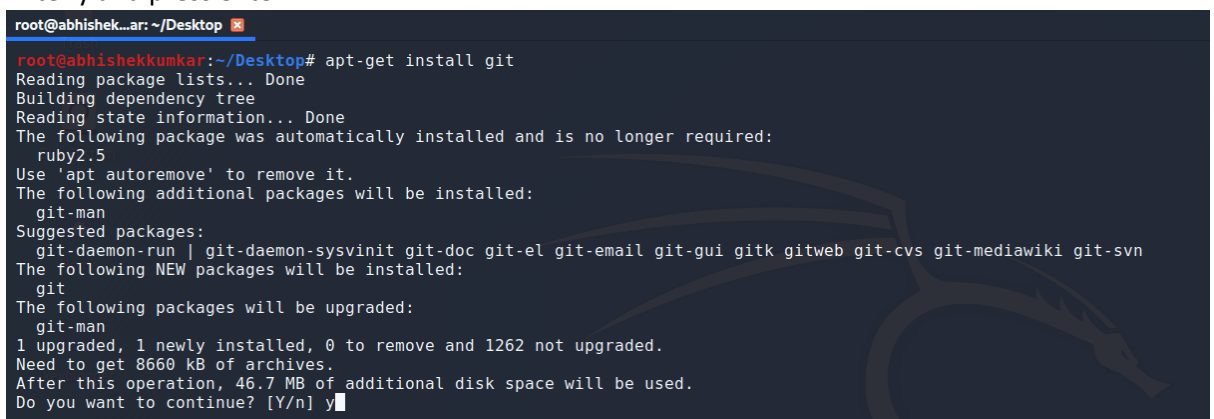 root@abhishek...ar: ~/Desktop
root@abhishekkumkar:~/Desktop# apt-get install git
Reading package lists... Done
Building dependency tree
Reading state information... Done
The following package was automatically installed and is no longer required:
  ruby2.5
Use 'apt autoremove' to remove it.
The following additional packages will be installed:
  git-man
Suggested packages:
  git-daemon-run | git-daemon-sysvinit git-doc git-el git-email git-gui gitk gitweb git-cvs git-mediawiki git-svn
The following NEW packages will be installed:
  git
The following packages will be upgraded:
  git-man
1 upgraded, 1 newly installed, 0 to remove and 1262 not upgraded.
Need to get 8660 kB of archives.
After this operation, 46.7 MB of additional disk space will be used.
Do you want to continue? [Y/n] y